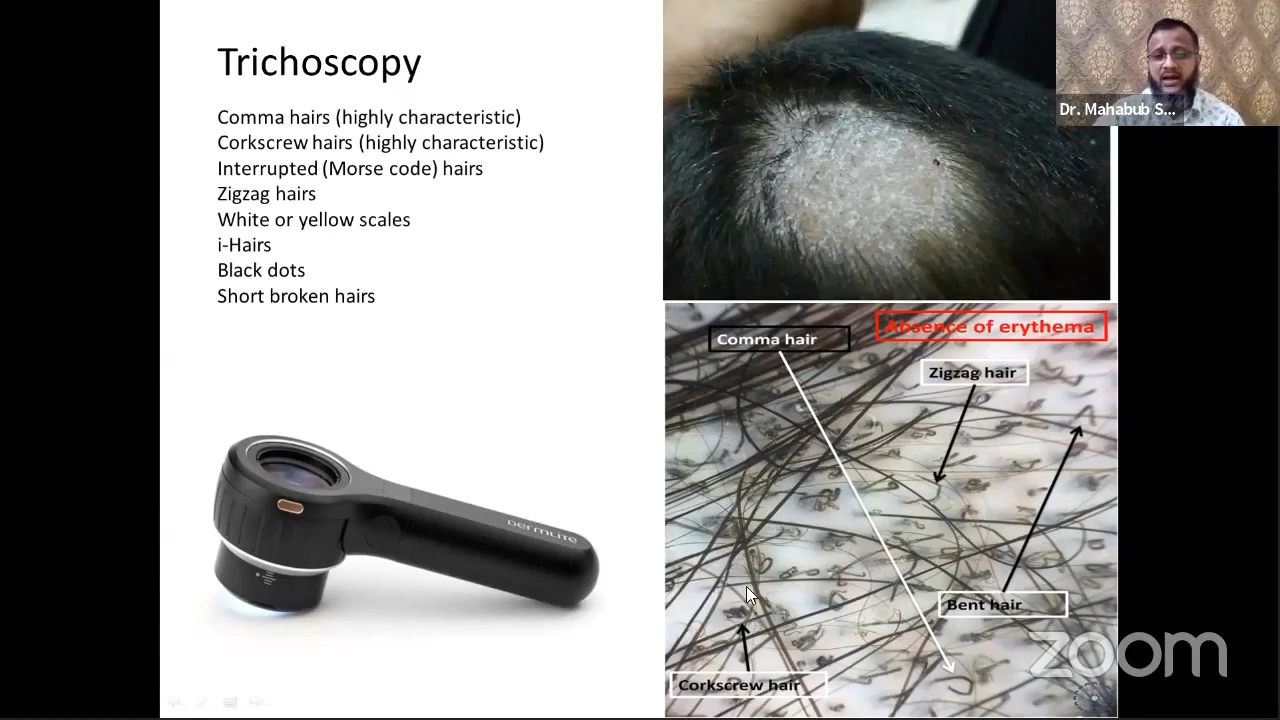 Trichoscopy
Comma hairs (highly characteristic)
Corkscrew hairs (highly characteristic)
Interrupted (Morse code) hairs
Zigzag hairs
White or yellow scales
i-Hairs
Black dots
Short broken hairs
DERMLITE
Dr. Mahabub S...
Absence of erythema
Comma hair
Zigzag hair
Bent hair
Corkscrew hair
zoom